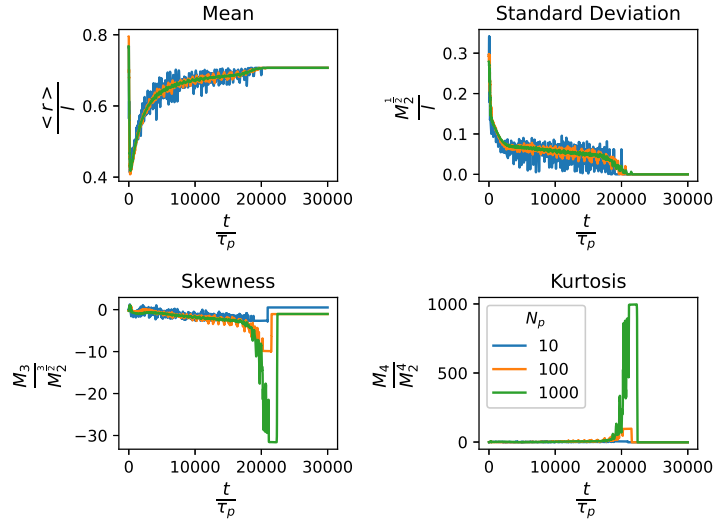 Mean
0.8
0.6
0.4
<r>
l
0 10000 20000 30000
t
τp
Standard Deviation
0.3
0.2
0.1
0.0
M2^1/2
l
0 10000 20000 30000
t
τp
Skewness
0
−10
−20
−30
M3
M2^3/2
0 10000 20000 30000
t
τp
Kurtosis
1000
500
0
M4
M2^4
Np
10
100
1000
0 10000 20000 30000
t
τp